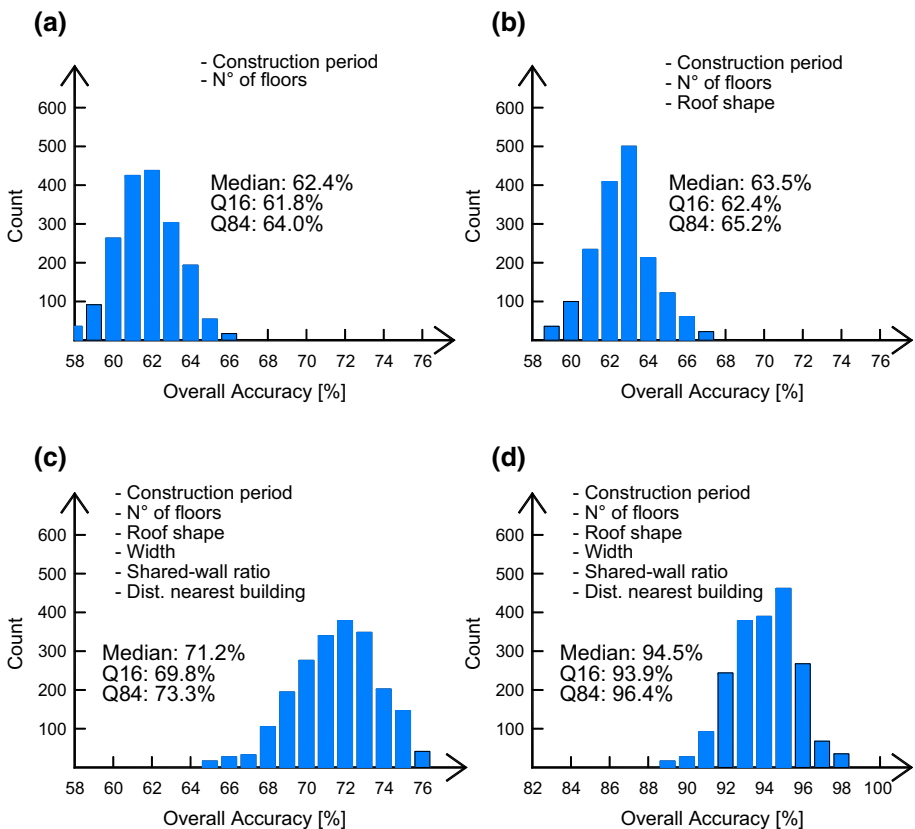 (a)
- Construction period
- N° of floors
600
500
400
300
200
100
Count
Median: 62.4%
Q16: 61.8%
Q84: 64.0%
58 60 62 64 66 68 70 72 74 76
Overall Accuracy [%]
(b)
- Construction period
- N° of floors
- Roof shape
600
500
400
300
200
100
Count
Median: 63.5%
Q16: 62.4%
Q84: 65.2%
58 60 62 64 66 68 70 72 74 76
Overall Accuracy [%]
(c)
- Construction period
- N° of floors
- Roof shape
- Width
- Shared-wall ratio
- Dist. nearest building
600
500
400
300
200
100
Count
Median: 71.2%
Q16: 69.8%
Q84: 73.3%
58 60 62 64 66 68 70 72 74 76
Overall Accuracy [%]
(d)
- Construction period
- N° of floors
- Roof shape
- Width
- Shared-wall ratio
- Dist. nearest building
600
500
400
300
200
100
Count
Median: 94.5%
Q16: 93.9%
Q84: 96.4%
82 84 86 88 90 92 94 96 98 100
Overall Accuracy [%]